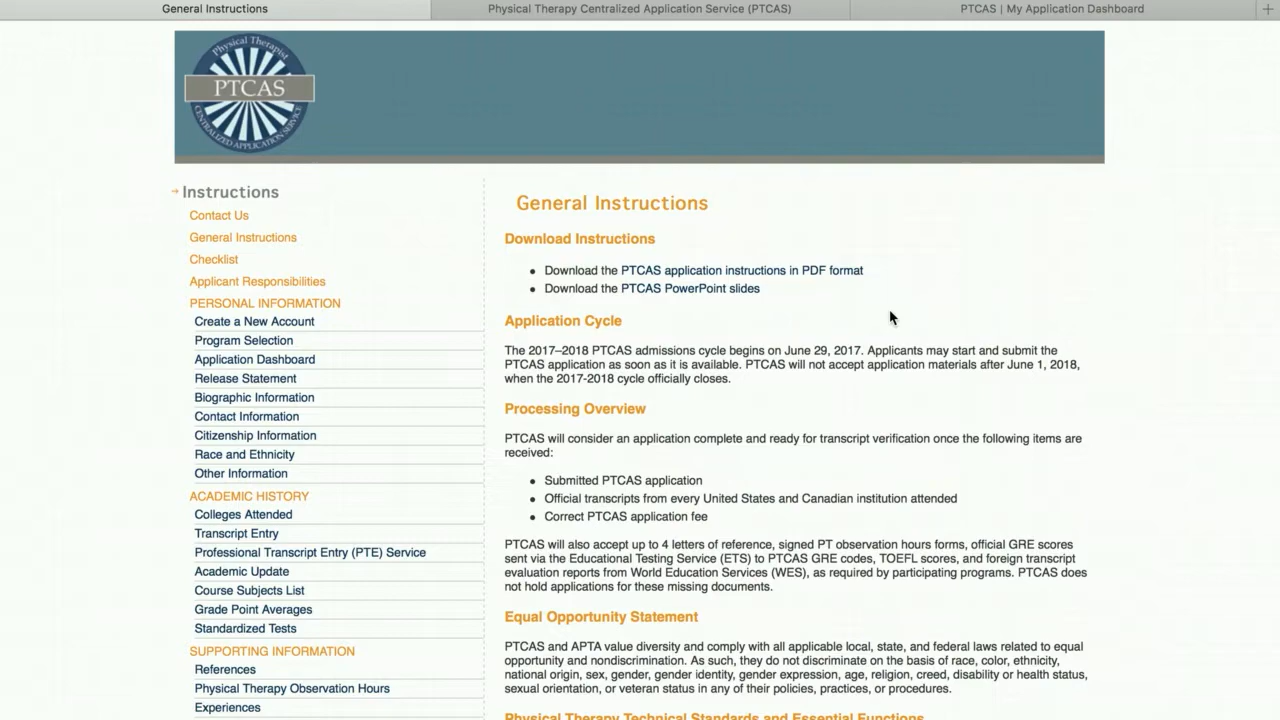 General Instructions
Physical Therapy Centralized Application Service (PTCAS)
PTCAS | My Application Dashboard
Physical Therapist
PTCAS
CENTRALIZED APPLICATION SERVICE
Instructions
Contact Us
General Instructions
Checklist
Applicant Responsibilities
PERSONAL INFORMATION
Create a New Account
Program Selection
Application Dashboard
Release Statement
Biographic Information
Contact Information
Citizenship Information
Race and Ethnicity
Other Information
ACADEMIC HISTORY
Colleges Attended
Transcript Entry
Professional Transcript Entry (PTE) Service
Academic Update
Course Subjects List
Grade Point Averages
Standardized Tests
SUPPORTING INFORMATION
References
Physical Therapy Observation Hours
Experiences
General Instructions
Download Instructions
• Download the PTCAS application instructions in PDF format
• Download the PTCAS PowerPoint slides
Application Cycle
The 2017–2018 PTCAS admissions cycle begins on June 29, 2017. Applicants may start and submit the
PTCAS application as soon as it is available. PTCAS will not accept application materials after June 1, 2018,
when the 2017-2018 cycle officially closes.
Processing Overview
PTCAS will consider an application complete and ready for transcript verification once the following items are
received:
• Submitted PTCAS application
• Official transcripts from every United States and Canadian institution attended
• Correct PTCAS application fee
PTCAS will also accept up to 4 letters of reference, signed PT observation hours forms, official GRE scores
sent via the Educational Testing Service (ETS) to PTCAS GRE codes, TOEFL scores, and foreign transcript
evaluation reports from World Education Services (WES), as required by participating programs. PTCAS does
not hold applications for these missing documents.
Equal Opportunity Statement
PTCAS and APTA value diversity and comply with all applicable local, state, and federal laws related to equal
opportunity and nondiscrimination. As such, they do not discriminate on the basis of race, color, ethnicity,
national origin, sex, gender, gender identity, gender expression, age, religion, creed, disability or health status,
sexual orientation, or veteran status in any of their policies, practices, or procedures.
Physical Therapy Technical Standards and Essential Functions